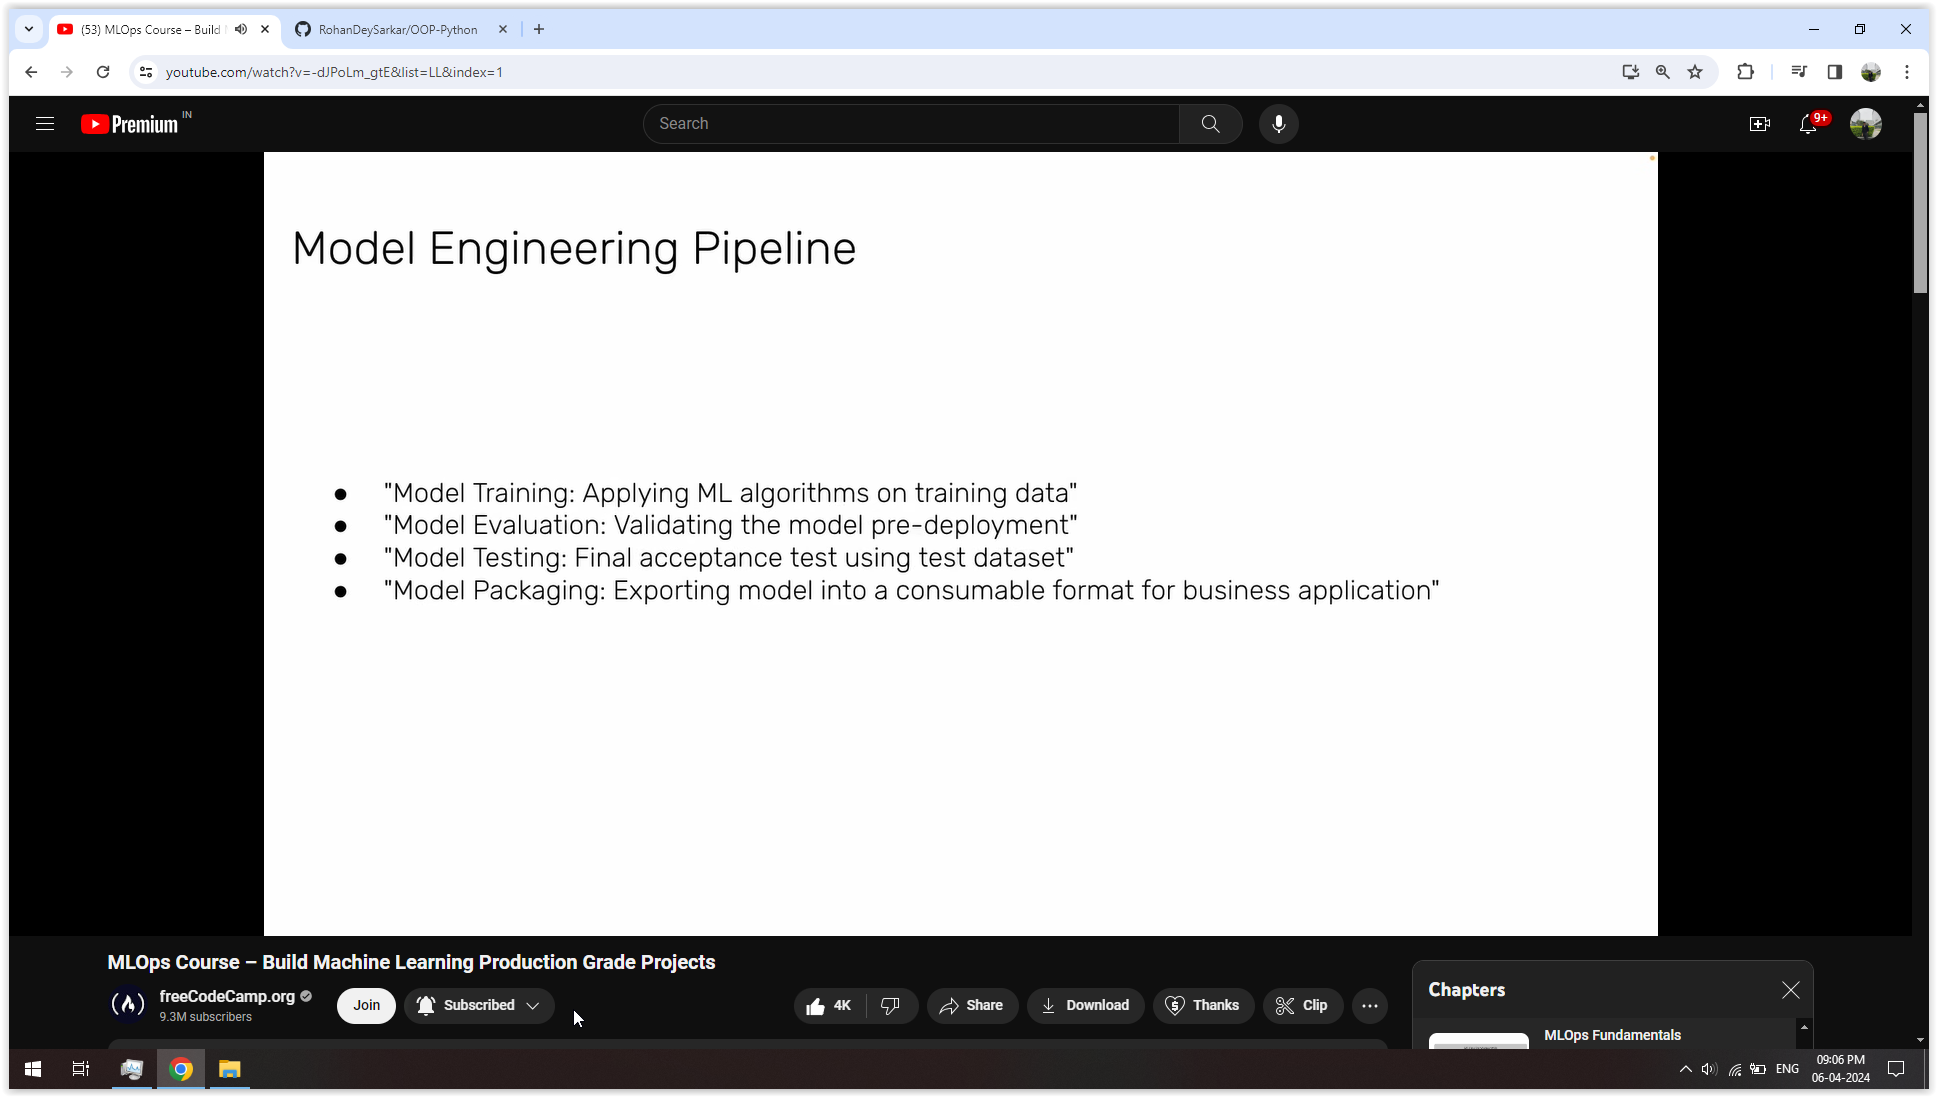 (53) MLOps Course – Build
RohanDeySarkar/OOP-Python
youtube.com/watch?v=-dJPoLm_gtE&list=LL&index=1
Premium IN
Search
9+
Model Engineering Pipeline
● "Model Training: Applying ML algorithms on training data"
● "Model Evaluation: Validating the model pre-deployment"
● "Model Testing: Final acceptance test using test dataset"
● "Model Packaging: Exporting model into a consumable format for business application"
MLOps Course – Build Machine Learning Production Grade Projects
freeCodeCamp.org
9.3M subscribers
Join
Subscribed
4K
Share
Download
Thanks
Clip
Chapters
MLOps Fundamentals
ENG
09:06 PM
06-04-2024